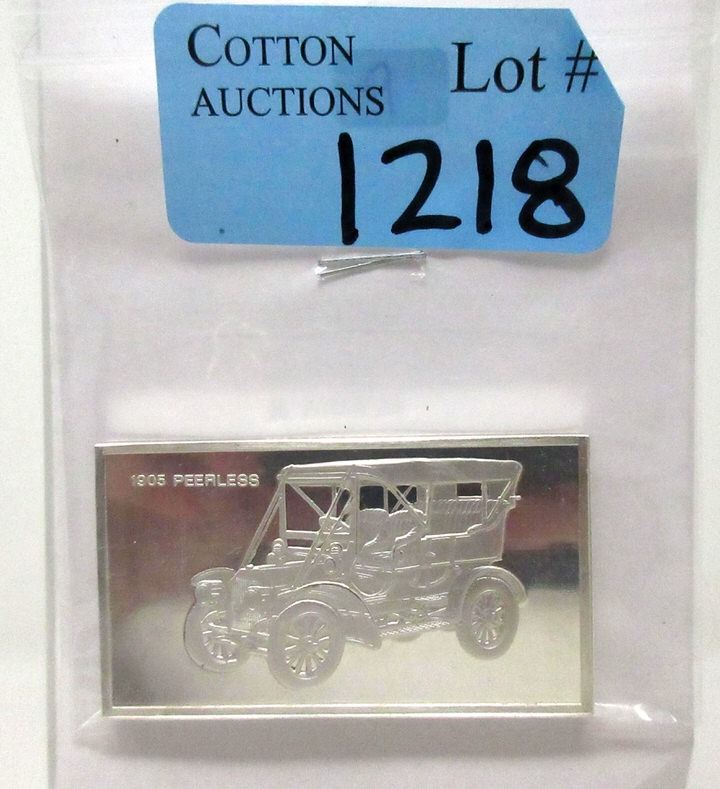 COTTON
AUCTIONS
Lot #
1218
1905 PEERLESS